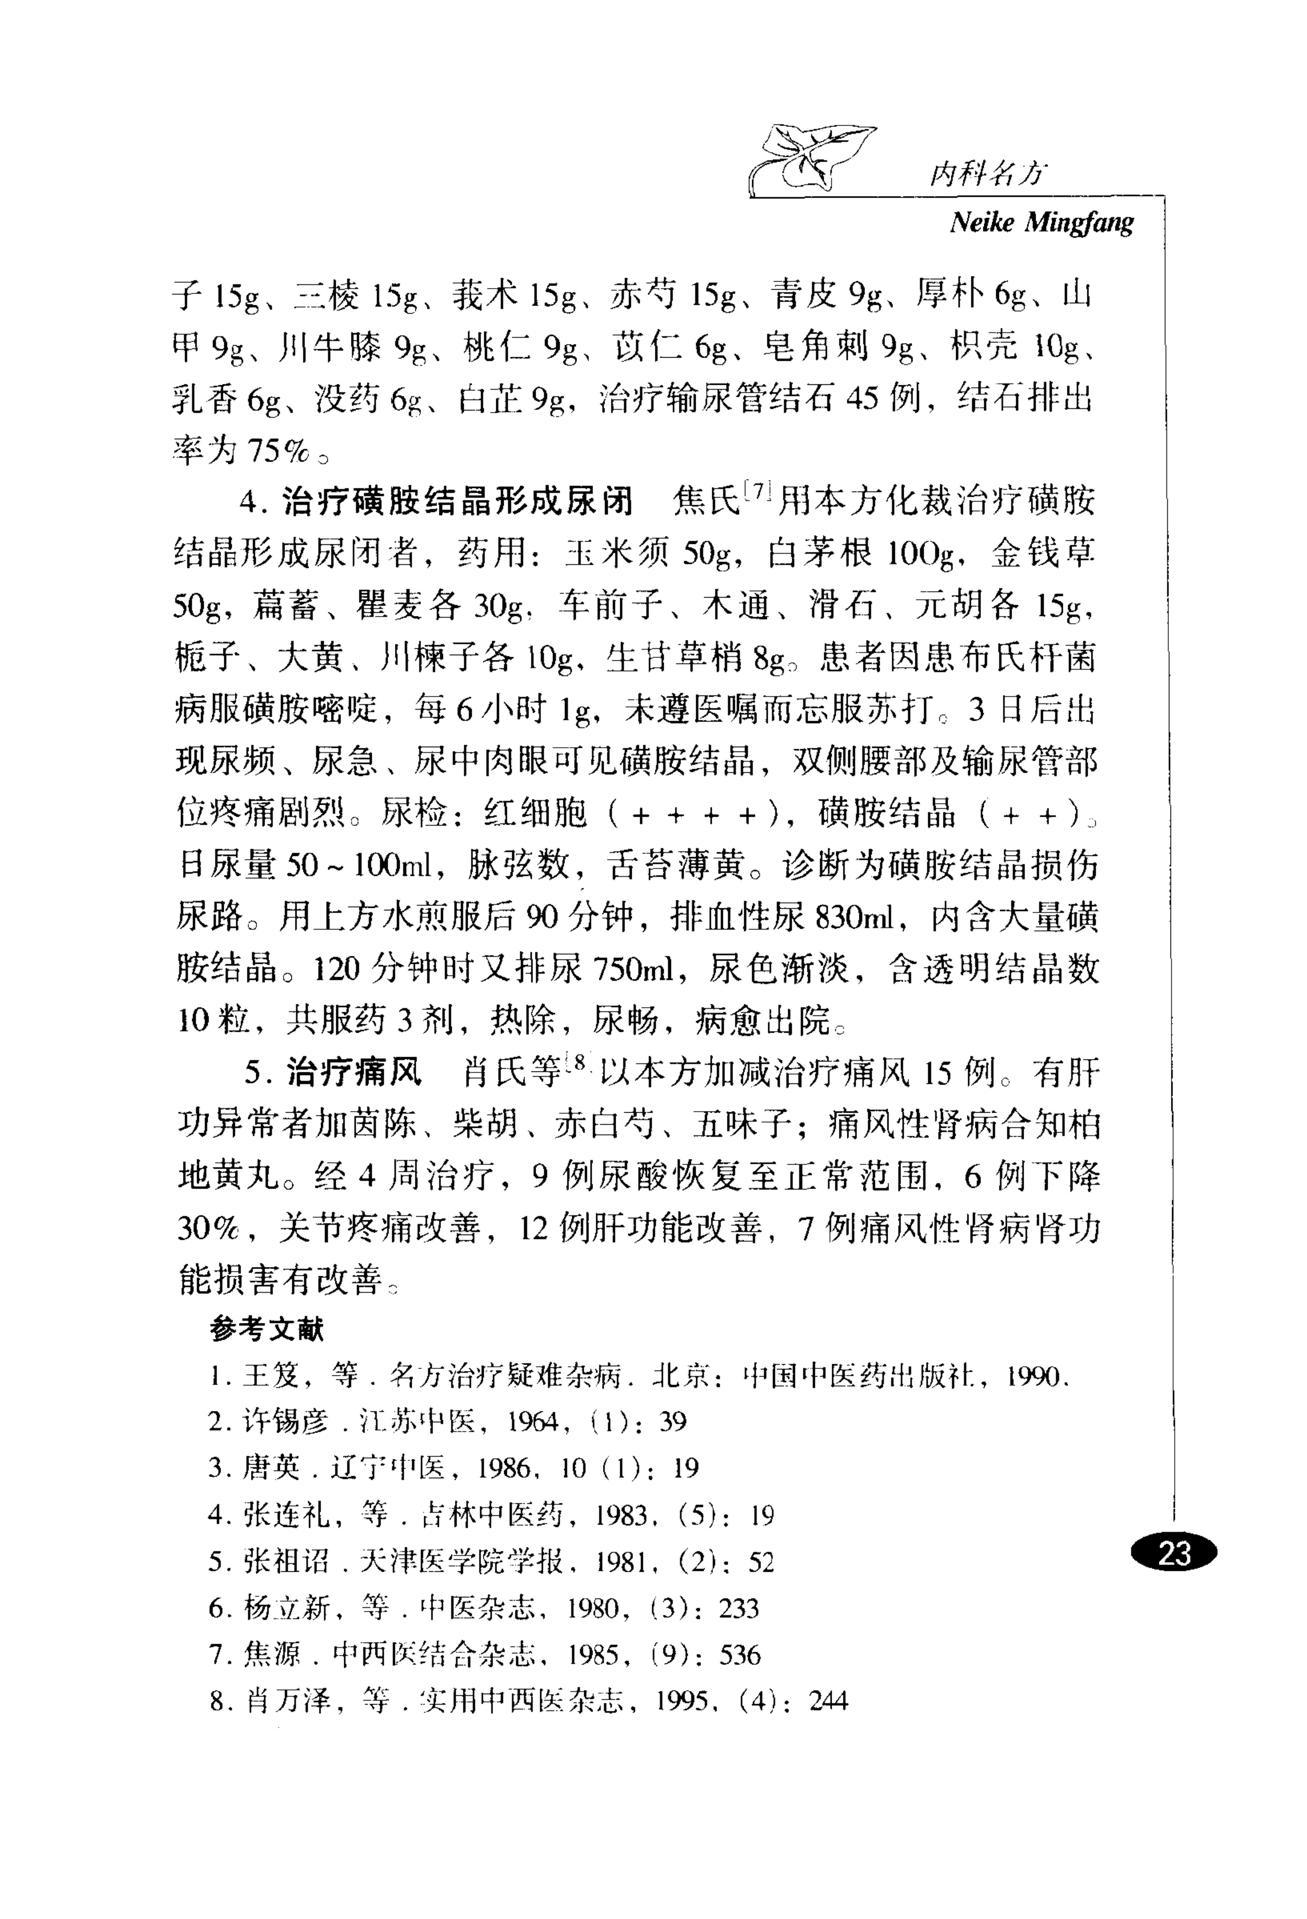 内科名方
Neike Mingfang
子 15g、三棱 15g、莪术 15g、赤芍 15g、青皮 9g、厚朴 6g、山
甲 9g、川牛膝 9g、桃仁 9g、苡仁 6g、皂角刺 9g、枳壳 10g、
乳香 6g、没药 6g、白芷 9g，治疗输尿管结石 45 例，结石排出
率为 75%。
4. 治疗磺胺结晶形成尿闭 焦氏[7]用本方化裁治疗磺胺
结晶形成尿闭者，药用：玉米须 50g，白茅根 100g，金钱草
50g，萹蓄、瞿麦各 30g，车前子、木通、滑石、元胡各 15g，
栀子、大黄、川楝子各 10g，生甘草梢 8g。患者因患布氏杆菌
病服磺胺嘧啶，每 6 小时 1g，未遵医嘱而忘服苏打。3 日后出
现尿频、尿急、尿中肉眼可见磺胺结晶，双侧腰部及输尿管部
位疼痛剧烈。尿检：红细胞（＋＋＋＋），磺胺结晶（＋＋）。
日尿量 50～100ml，脉弦数，舌苔薄黄。诊断为磺胺结晶损伤
尿路。用上方水煎服后 90 分钟，排血性尿 830ml，内含大量磺
胺结晶。120 分钟时又排尿 750ml，尿色渐淡，含透明结晶数
10 粒，共服药 3 剂，热除，尿畅，病愈出院。
5. 治疗痛风 肖氏等[8]以本方加减治疗痛风 15 例。有肝
功异常者加茵陈、柴胡、赤白芍、五味子；痛风性肾病合知柏
地黄丸。经 4 周治疗，9 例尿酸恢复至正常范围，6 例下降
30%，关节疼痛改善，12 例肝功能改善，7 例痛风性肾病肾功
能损害有改善。
参考文献
1. 王笈，等．名方治疗疑难杂病．北京：中国中医药出版社，1990.
2. 许锡彦．江苏中医，1964，(1)：39
3. 唐英．辽宁中医，1986，10 (1)：19
4. 张连礼，等．吉林中医药，1983，(5)：19
5. 张祖诏．天津医学院学报，1981，(2)：52
6. 杨立新，等．中医杂志，1980，(3)：233
7. 焦源．中西医结合杂志，1985，(9)：536
8. 肖万泽，等．实用中西医杂志，1995，(4)：244
23